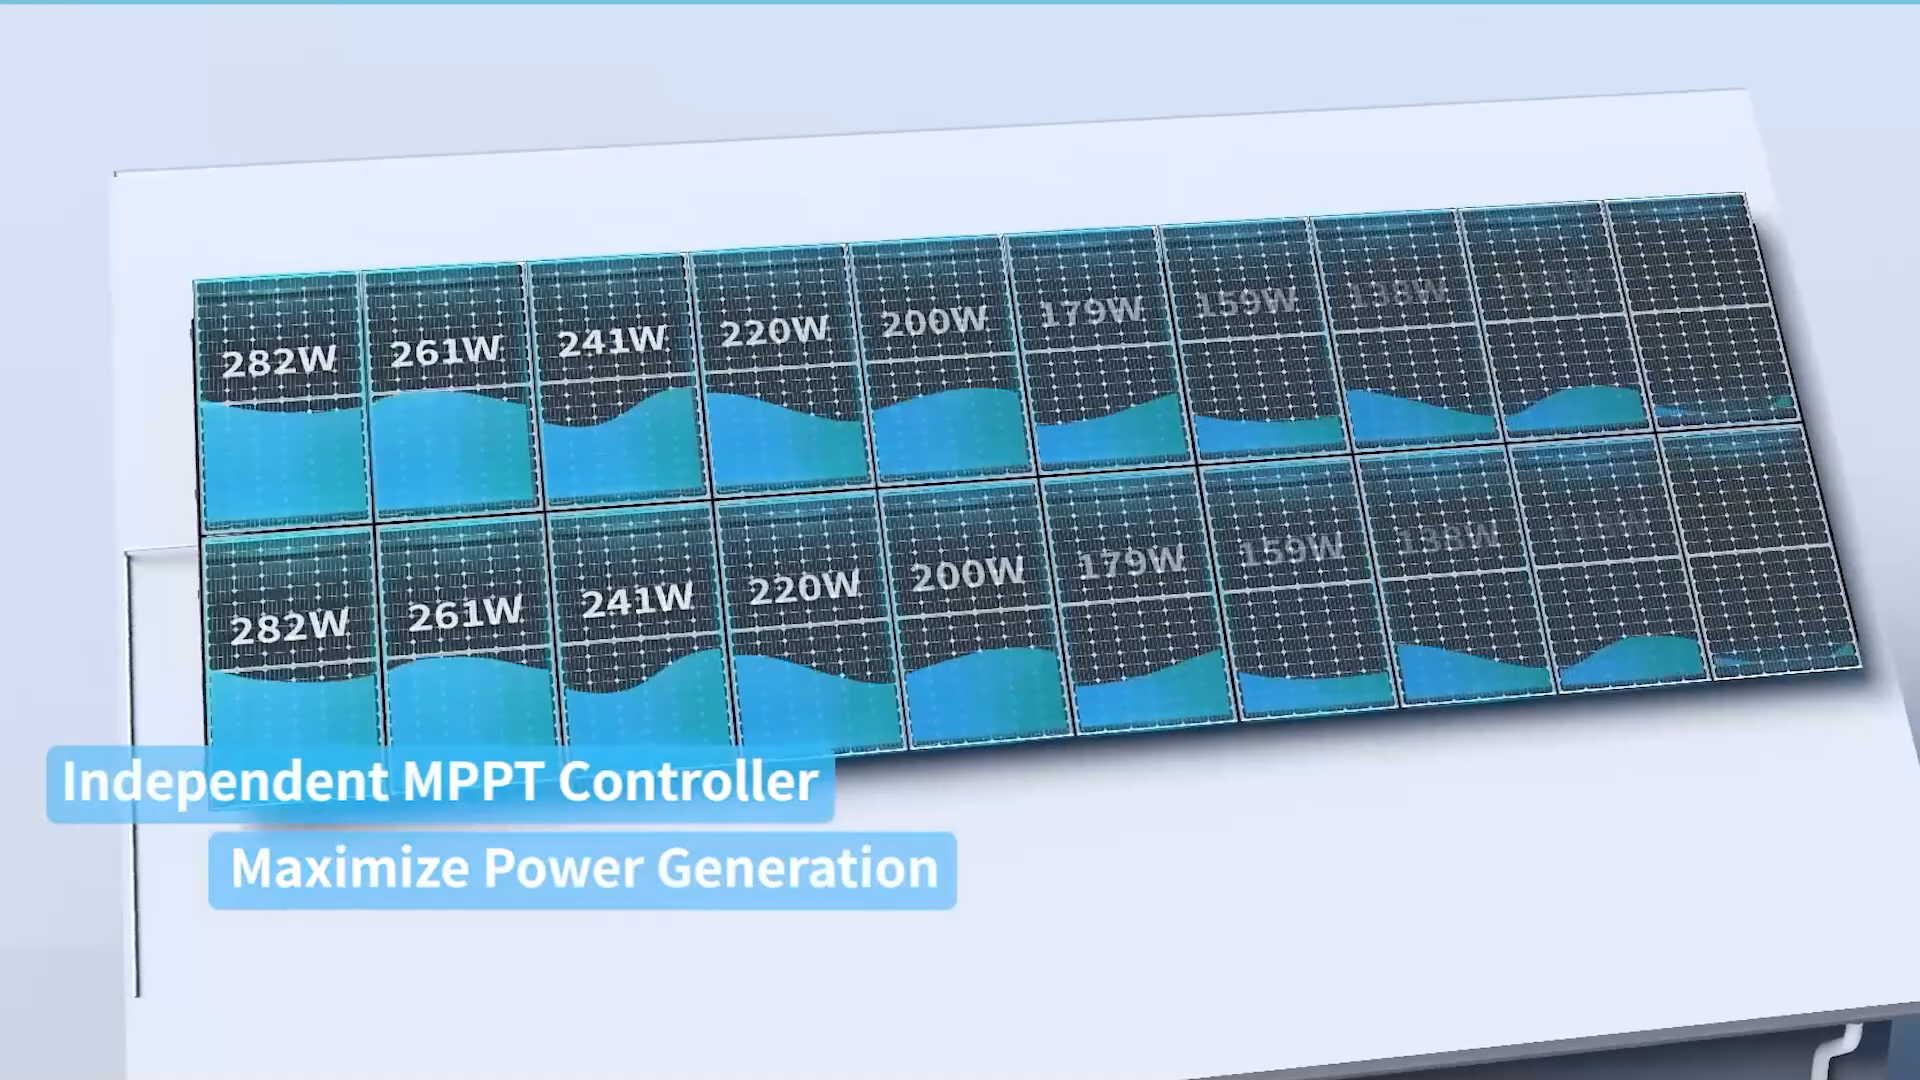 282W 261W 241W 220W 200W 179W 159W 138W
282W 261W 241W 220W 200W 179W 159W 138W
Independent MPPT Controller
Maximize Power Generation